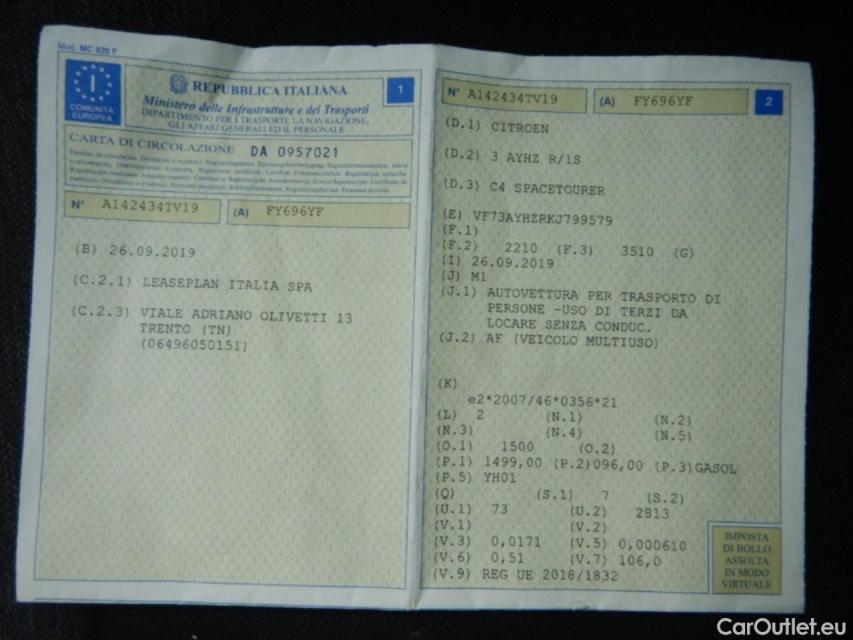 Mod. MC 820 F
I
COMUNITÀ
EUROPEA
REPUBBLICA ITALIANA
Ministero delle Infrastrutture e dei Trasporti
DIPARTIMENTO PER I TRASPORTI, LA NAVIGAZIONE,
GLI AFFARI GENERALI ED IL PERSONALE
1
CARTA DI CIRCOLAZIONE DA 0957021
N° A142434TV19 (A) FY696YF
(B) 26.09.2019
(C.2.1) LEASEPLAN ITALIA SPA
(C.2.3) VIALE ADRIANO OLIVETTI 13
TRENTO (TN)
(06496050151)
N° A142434TV19 (A) FY696YF 2
(D.1) CITROEN
(D.2) 3 AYHZ R/1S
(D.3) C4 SPACETOURER
(E) VF73AYHZRKJ799579
(F.1)
(F.2) 2210 (F.3) 3510 (G)
(I) 26.09.2019
(J) M1
(J.1) AUTOVETTURA PER TRASPORTO DI
PERSONE -USO DI TERZI DA
LOCARE SENZA CONDUC.
(J.2) AF (VEICOLO MULTIUSO)
(K)
e2*2007/46*0356*21
(L) 2 (N.1) (N.2)
(N.3) (N.4) (N.5)
(O.1) 1500 (O.2)
(P.1) 1499,00 (P.2)096,00 (P.3)GASOL
(P.5) YH01
(Q) (S.1) 7 (S.2)
(U.1) 73 (U.2) 2813
(V.1) (V.2)
(V.3) 0,0171 (V.5) 0,000610
(V.6) 0,51 (V.7) 106,0
(V.9) REG UE 2018/1832
IMPOSTA
DI BOLLO
ASSOLTA
IN MODO
VIRTUALE
CarOutlet.eu